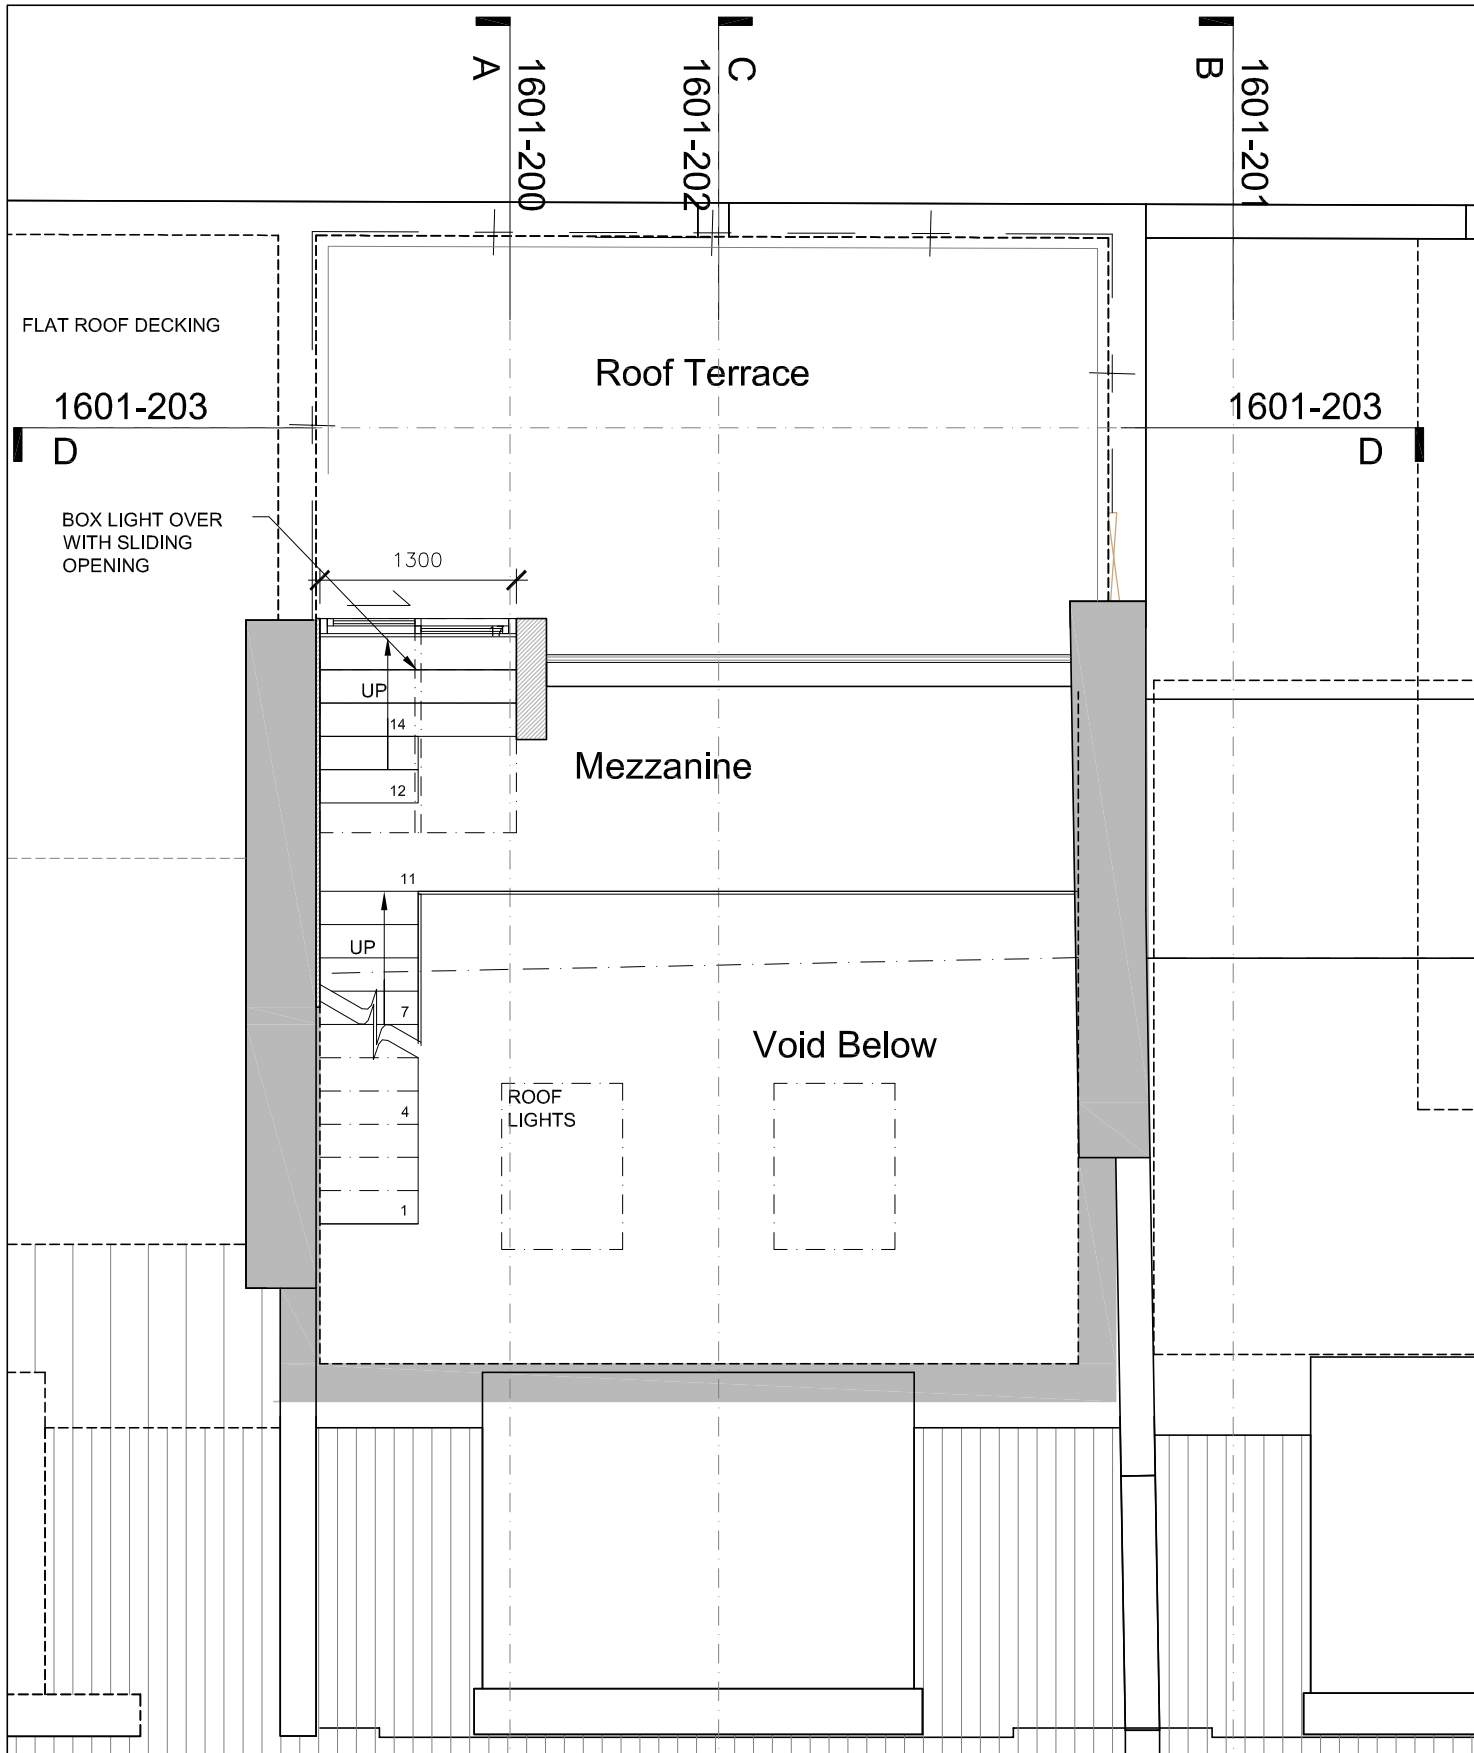 A
1601-200
1601-202
C
B
1601-201
FLAT ROOF DECKING
Roof Terrace
1601-203
D
1601-203
D
BOX LIGHT OVER
WITH SLIDING
OPENING
1300
17
UP
14
Mezzanine
12
11
UP
7
Void Below
ROOF
LIGHTS
4
1